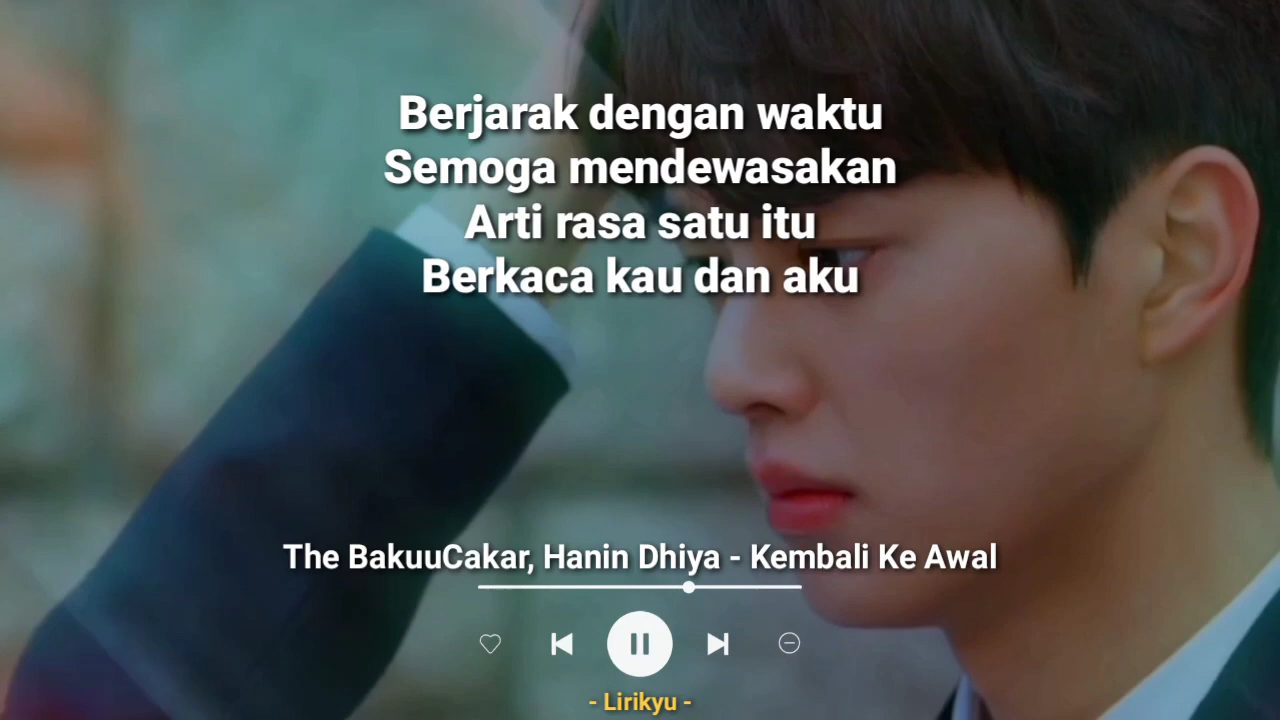 Berjarak dengan waktu
Semoga mendewasakan
Arti rasa satu itu
Berkaca kau dan aku
The BakuuCakar, Hanin Dhiya - Kembali Ke Awal
- Lirikyu -